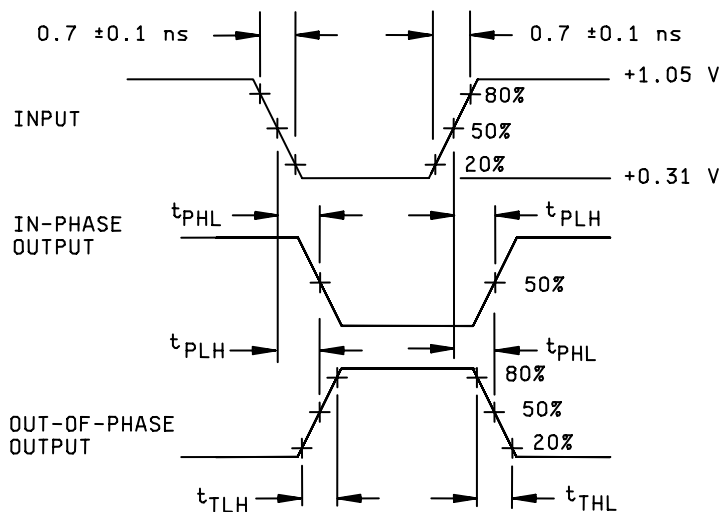 0.7 ±0.1 ns 0.7 ±0.1 ns
+1.05 V
80%
INPUT
50%
20%
+0.31 V
tPHL tPLH
IN-PHASE
OUTPUT
50%
tPLH tPHL
80%
50%
OUT-OF-PHASE
OUTPUT
20%
tTLH tTHL